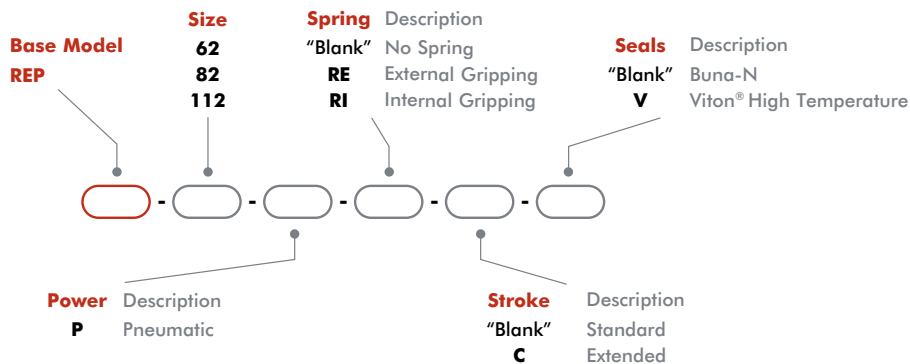 Size
Spring Description
Base Model
62
“Blank” No Spring
Seals Description
REP
82
RE External Gripping
“Blank” Buna-N
112
RI Internal Gripping
V Viton® High Temperature
- - - - -
Power Description
Stroke Description
P Pneumatic
“Blank” Standard
C Extended